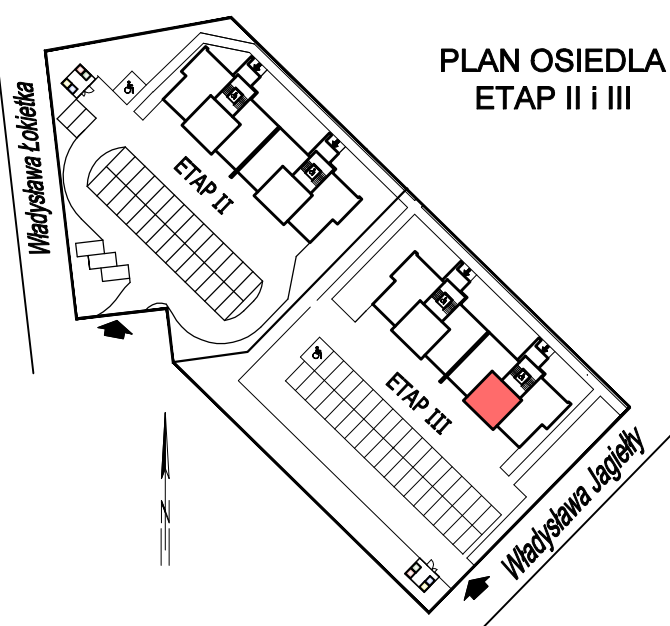 PLAN OSIEDLA
ETAP II i III
Władysława Łokietka
ETAP II
ETAP III
Władysława Jagiełły
N